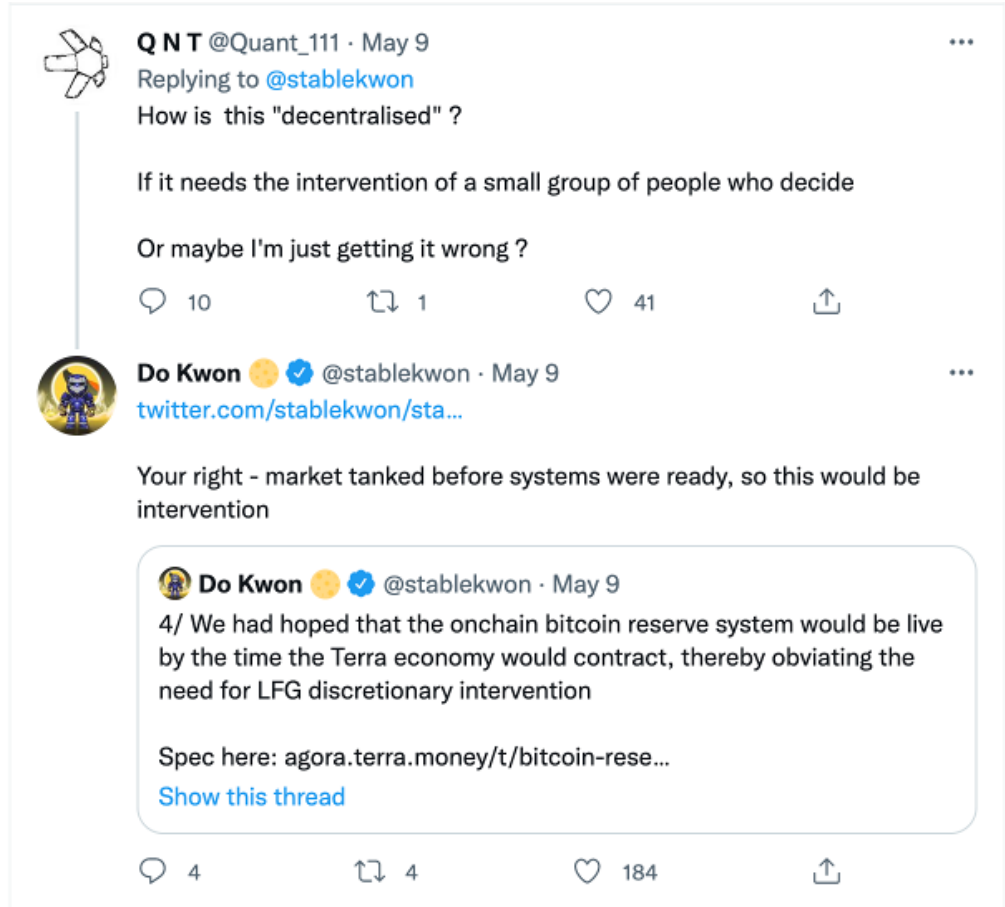 Q N T @Quant_111 · May 9
Replying to @stablekwon
How is this "decentralised" ?
If it needs the intervention of a small group of people who decide
Or maybe I'm just getting it wrong ?
10 1 41
Do Kwon @stablekwon · May 9
twitter.com/stablekwon/sta...
Your right - market tanked before systems were ready, so this would be
intervention
Do Kwon @stablekwon · May 9
4/ We had hoped that the onchain bitcoin reserve system would be live
by the time the Terra economy would contract, thereby obviating the
need for LFG discretionary intervention
Spec here: agora.terra.money/t/bitcoin-rese...
Show this thread
4 4 184